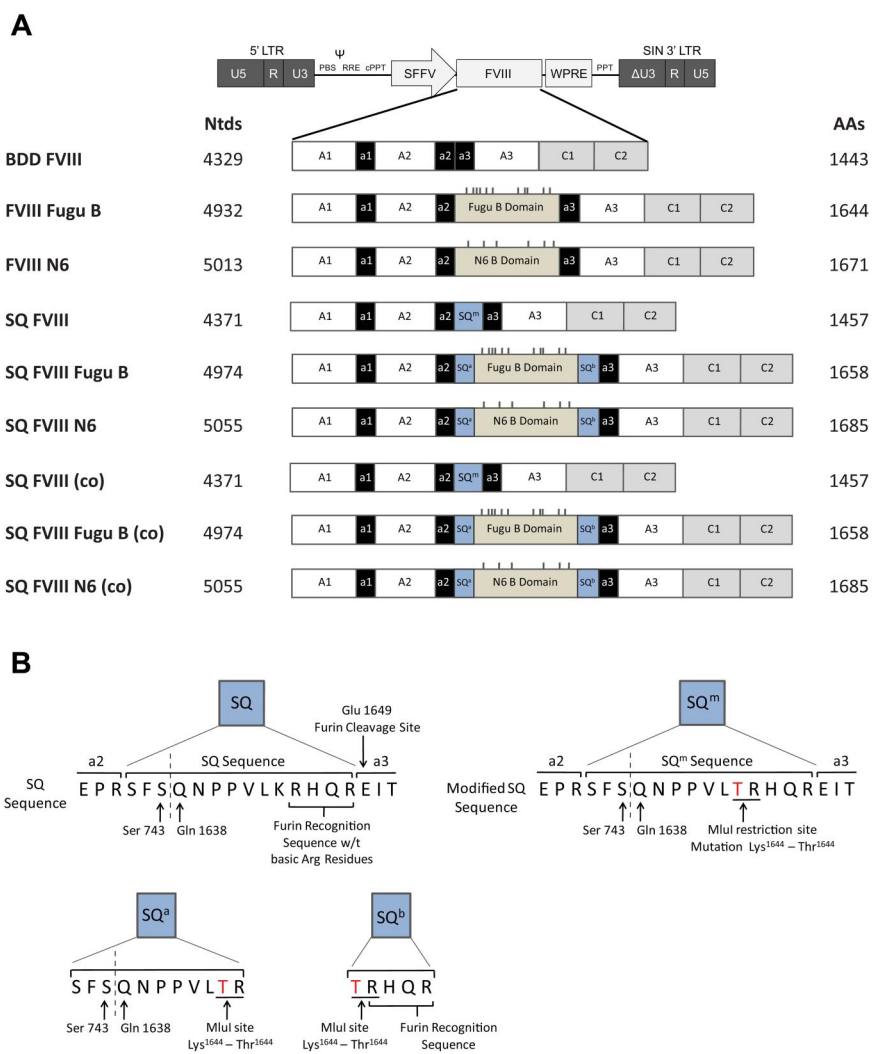 A
5' LTR Ψ SIN 3' LTR
U5 R U3 PBS RRE cPPT SFFV FVIII WPRE PPT ΔU3 R U5
Ntds AAs
BDD FVIII 4329 A1 a1 A2 a2 a3 A3 C1 C2 1443
FVIII Fugu B 4932 A1 a1 A2 a2 Fugu B Domain a3 A3 C1 C2 1644
FVIII N6 5013 A1 a1 A2 a2 N6 B Domain a3 A3 C1 C2 1671
SQ FVIII 4371 A1 a1 A2 a2 SQᵐ a3 A3 C1 C2 1457
SQ FVIII Fugu B 4974 A1 a1 A2 a2 SQᵃ Fugu B Domain SQᵇ a3 A3 C1 C2 1658
SQ FVIII N6 5055 A1 a1 A2 a2 SQᵃ N6 B Domain SQᵇ a3 A3 C1 C2 1685
SQ FVIII (co) 4371 A1 a1 A2 a2 SQᵐ a3 A3 C1 C2 1457
SQ FVIII Fugu B (co) 4974 A1 a1 A2 a2 SQᵃ Fugu B Domain SQᵇ a3 A3 C1 C2 1658
SQ FVIII N6 (co) 5055 A1 a1 A2 a2 SQᵃ N6 B Domain SQᵇ a3 A3 C1 C2 1685
B
SQ
Glu 1649
Furin Cleavage Site
a2 SQ Sequence a3
SQ
Sequence
E P R S F S Q N P P V L K R H Q R E I T
Ser 743 Gln 1638
Furin Recognition
Sequence w/t
basic Arg Residues
SQᵐ
a2 SQᵐ Sequence a3
Modified SQ
Sequence
E P R S F S Q N P P V L T R H Q R E I T
Ser 743 Gln 1638
MluI restriction site
Mutation Lys¹⁶⁴⁴ – Thr¹⁶⁴⁴
SQᵃ
S F S Q N P P V L T R
Ser 743 Gln 1638
MluI site
Lys¹⁶⁴⁴ – Thr¹⁶⁴⁴
SQᵇ
T R H Q R
MluI site
Lys¹⁶⁴⁴ – Thr¹⁶⁴⁴
Furin Recognition
Sequence